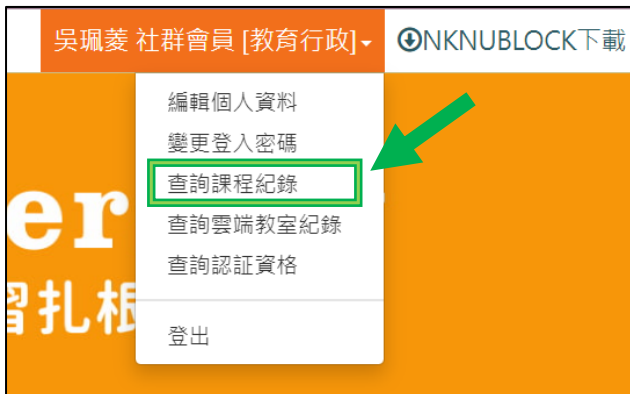 吳珮菱 社群會員 [教育行政]
NKNUBLOCK下載
編輯個人資料
變更登入密碼
查詢課程紀錄
查詢雲端教室紀錄
查詢認証資格
登出
er
習扎根